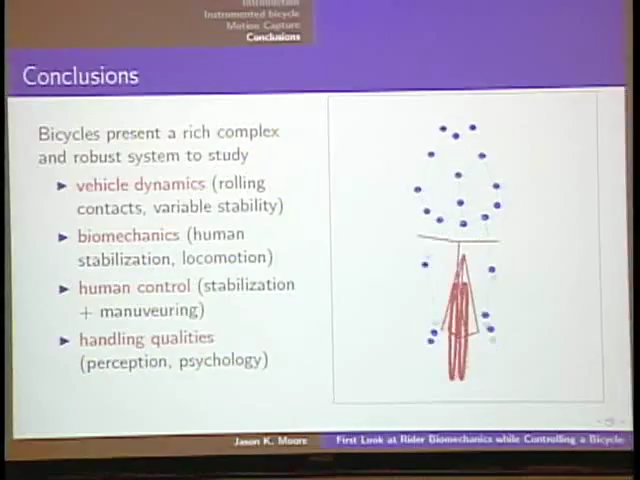 Introduction
Instrumented bicycle
Motion Capture
Conclusions
Conclusions
Bicycles present a rich complex
and robust system to study
▶ vehicle dynamics (rolling
contacts, variable stability)
▶ biomechanics (human
stabilization, locomotion)
▶ human control (stabilization
+ manuveuring)
▶ handling qualities
(perception, psychology)
Jason K. Moore
First Look at Rider Biomechanics while Controlling a Bicycle